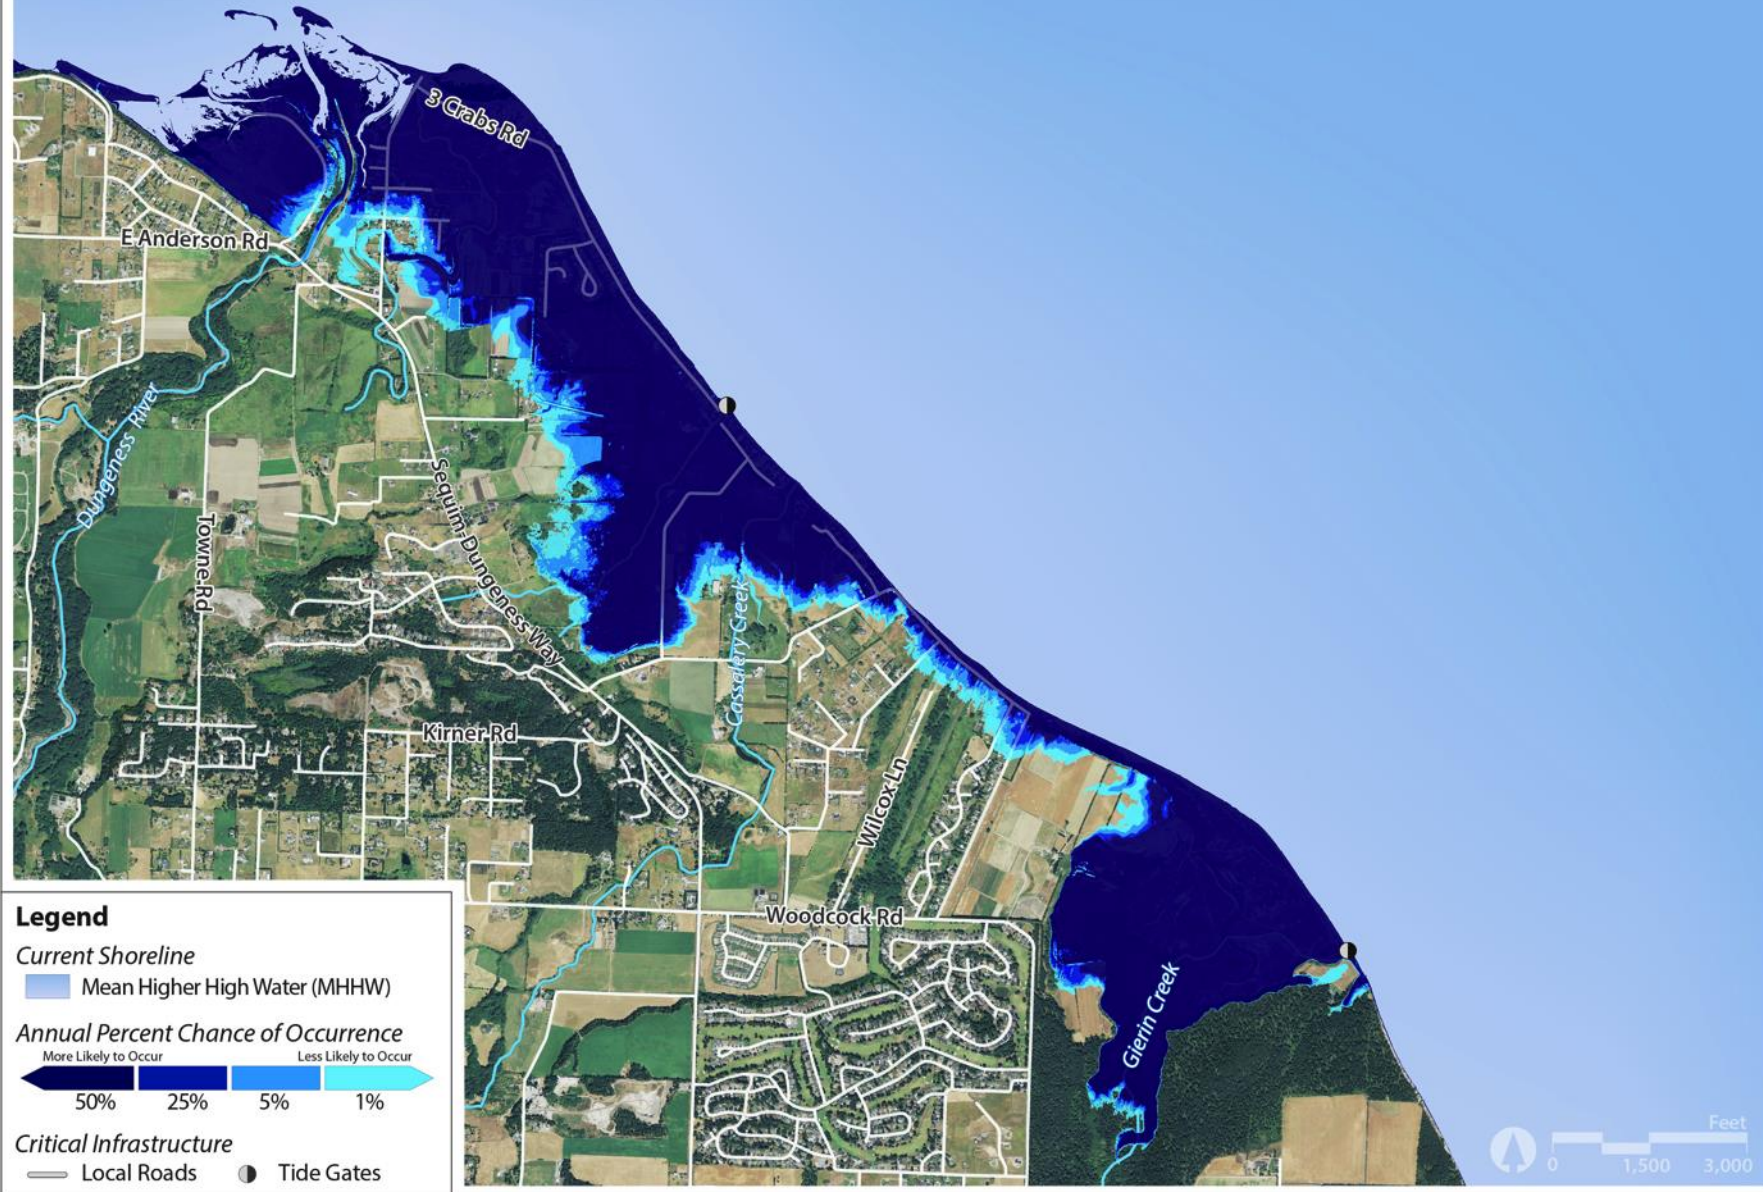 3 Crabs Rd
E Anderson Rd
Dungeness River
Sequim-Dungeness Way
Towne Rd
Cassalery Creek
Kirner Rd
Wilcox Ln
Woodcock Rd
Gierin Creek
Legend
Current Shoreline
Mean Higher High Water (MHHW)
Annual Percent Chance of Occurrence
More Likely to Occur Less Likely to Occur
50% 25% 5% 1%
Critical Infrastructure
Local Roads Tide Gates
Feet
0 1,500 3,000